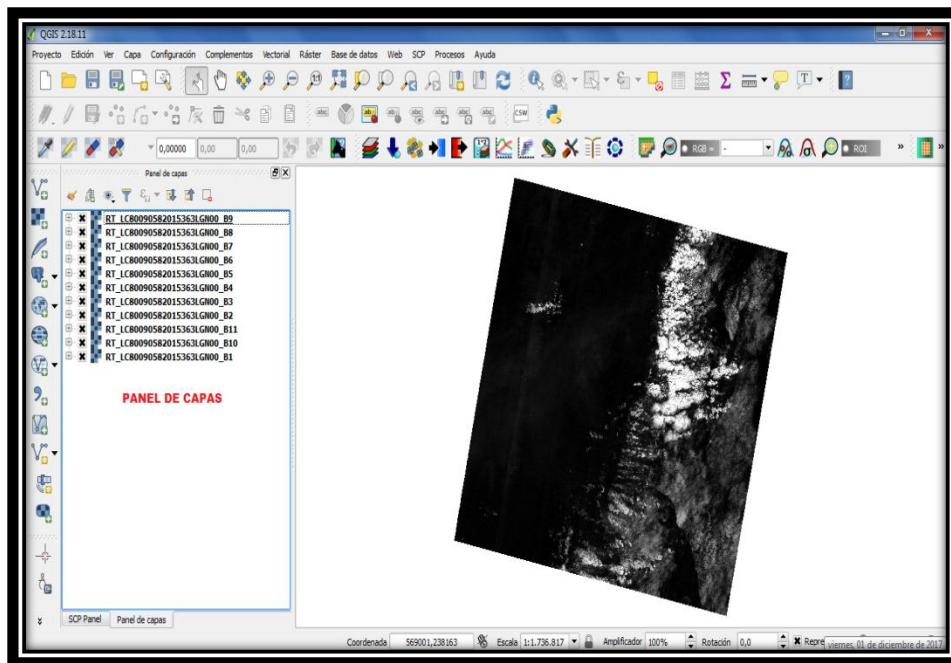 QGIS 2.18.11
Proyecto Edición Ver Capa Configuración Complementos Vectorial Ráster Base de datos Web SCP Procesos Ayuda
CSW
0,00000 0,00 0,00 RGB = - ROI » »
Panel de capas
RT_LC80090582015363LGN00_B9
RT_LC80090582015363LGN00_B8
RT_LC80090582015363LGN00_B7
RT_LC80090582015363LGN00_B6
RT_LC80090582015363LGN00_B5
RT_LC80090582015363LGN00_B4
RT_LC80090582015363LGN00_B3
RT_LC80090582015363LGN00_B2
RT_LC80090582015363LGN00_B11
RT_LC80090582015363LGN00_B10
RT_LC80090582015363LGN00_B1
PANEL DE CAPAS
SCP Panel Panel de capas
Coordenada 569001,238163 Escala 1:1.736.817 Amplificador 100% Rotación 0,0 Repre
viernes, 01 de diciembre de 2017